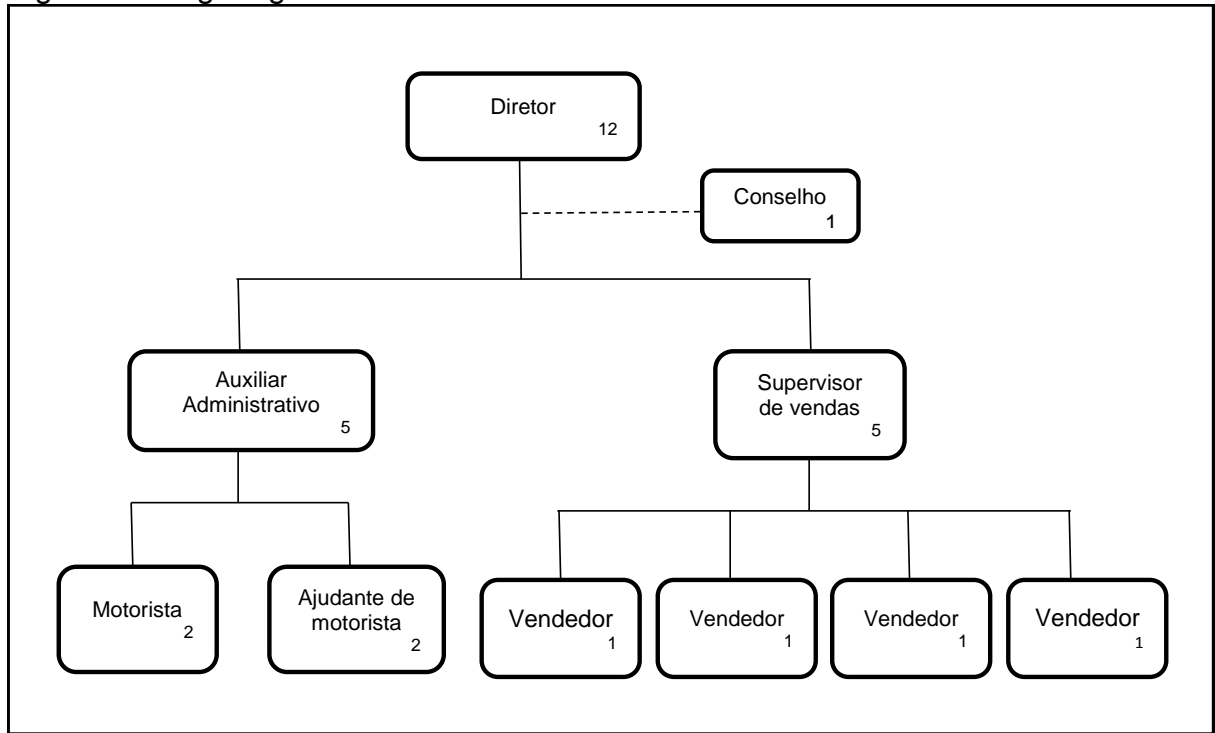 Diretor
12
Conselho
1
Auxiliar
Administrativo
5
Supervisor
de vendas
5
Motorista
2
Ajudante de
motorista
2
Vendedor
1
Vendedor
1
Vendedor
1
Vendedor
1